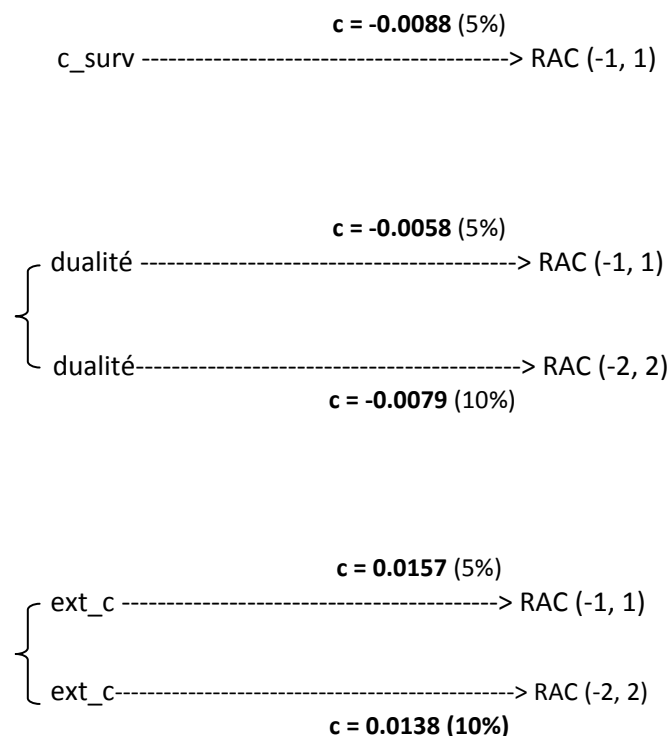 c = -0.0088 (5%)
c_surv ---------------------------------------> RAC (-1, 1)
c = -0.0058 (5%)
dualité ----------------------------------------> RAC (-1, 1)
dualité-----------------------------------------> RAC (-2, 2)
c = -0.0079 (10%)
c = 0.0157 (5%)
ext_c ----------------------------------------> RAC (-1, 1)
ext_c-------------------------------------------> RAC (-2, 2)
c = 0.0138 (10%)